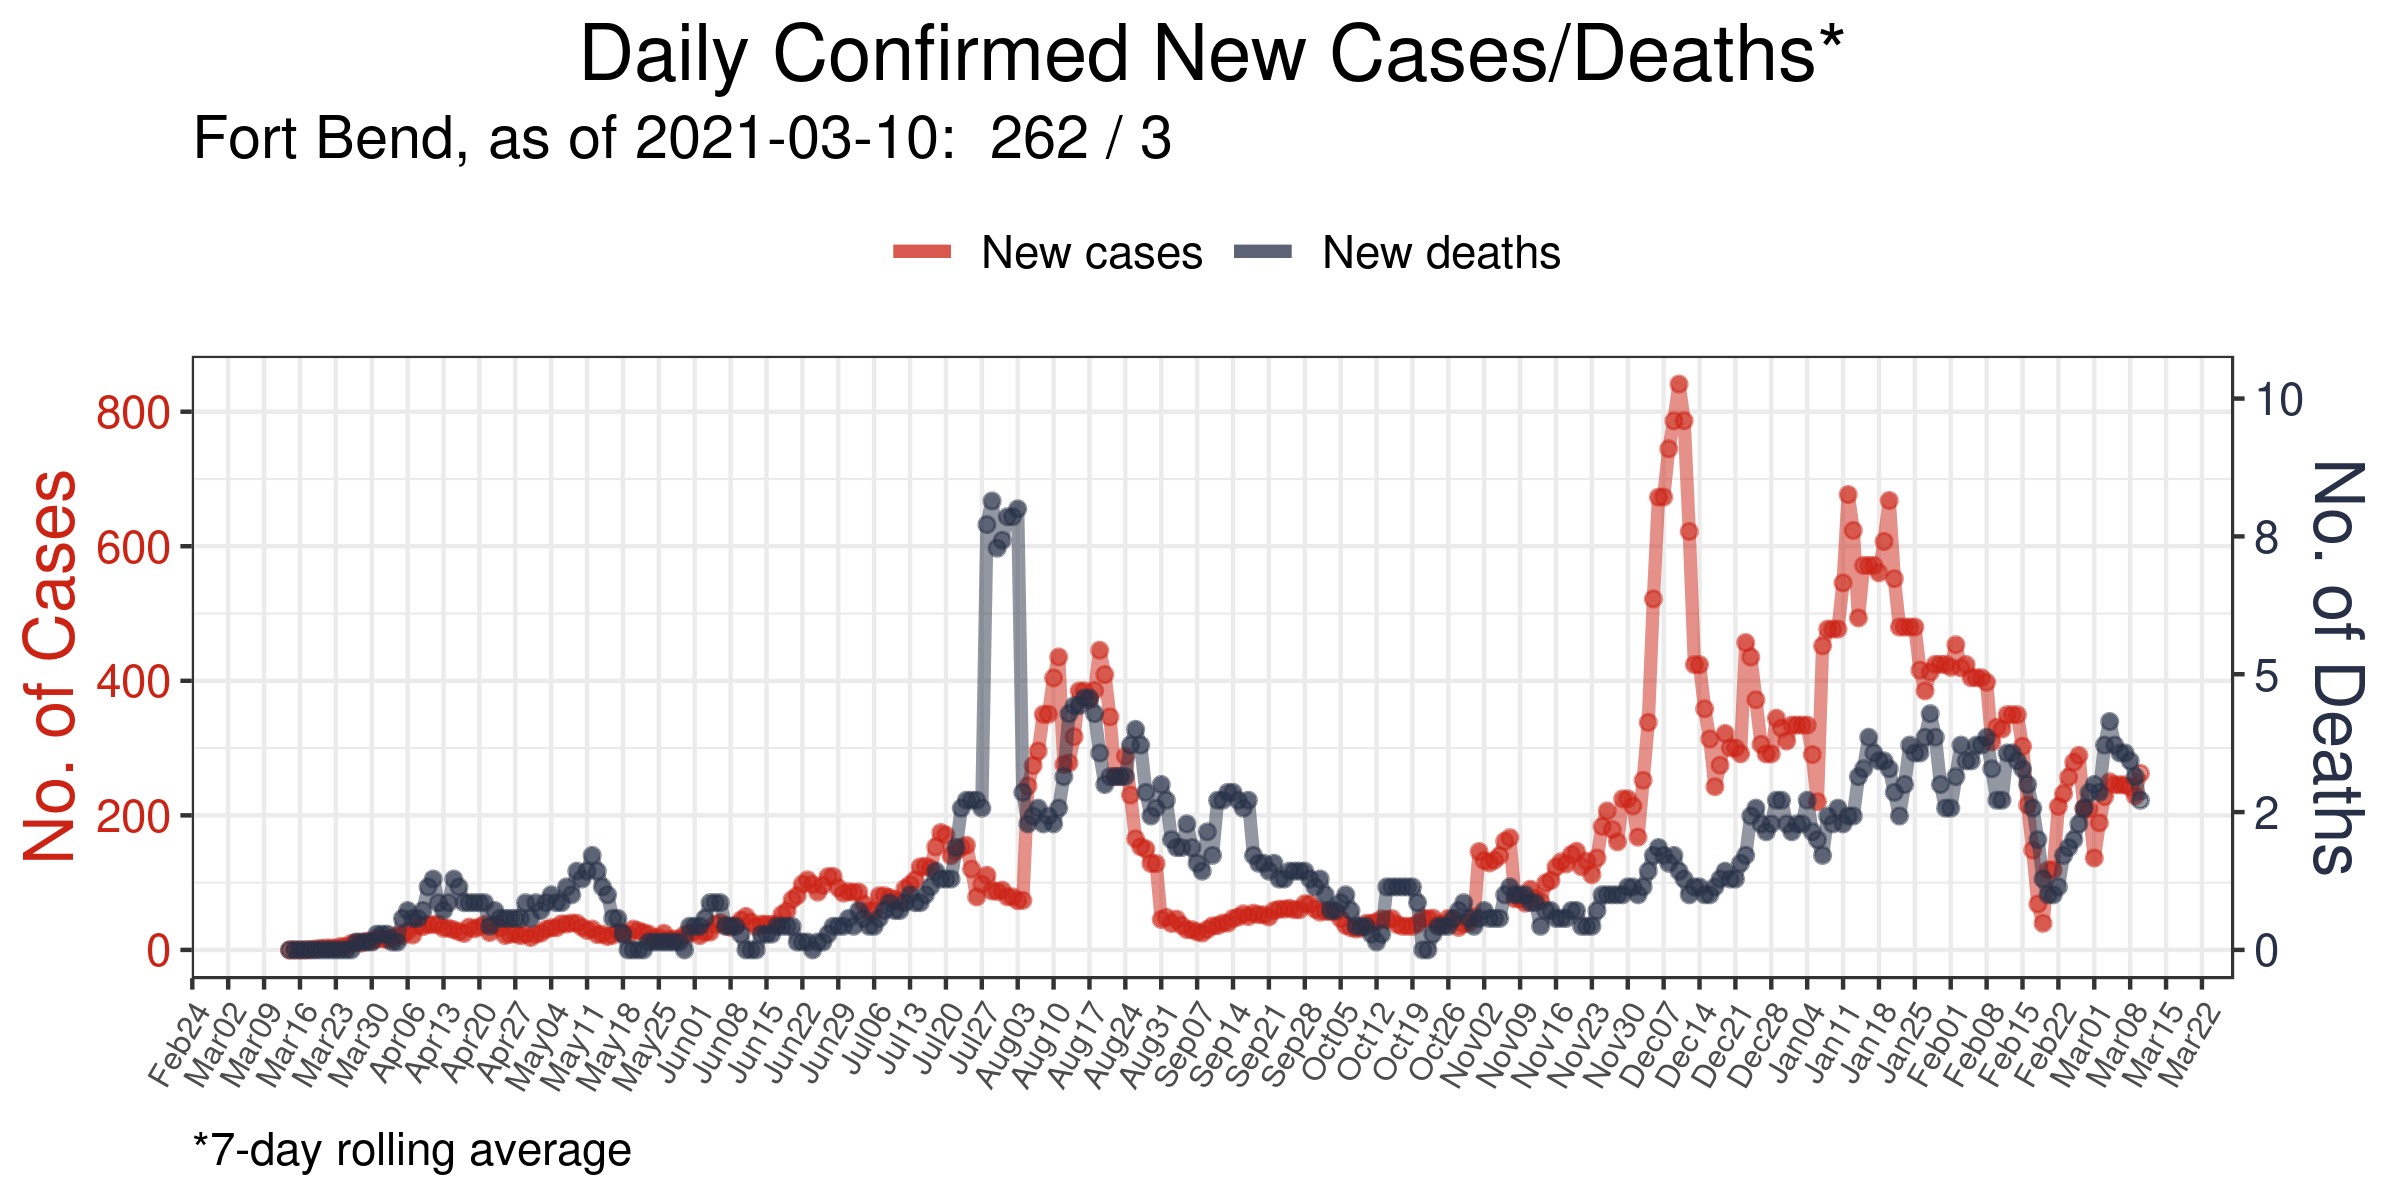 Daily Confirmed New Cases/Deaths*
Fort Bend, as of 2021-03-10:  262 / 3
New cases New deaths
No. of Cases
800
600
400
200
0
10
8
5
2
0
No. of Deaths
Feb24 Mar02 Mar09 Mar16 Mar23 Mar30 Apr06 Apr13 Apr20 Apr27 May04 May11 May18 May25 Jun01 Jun08 Jun15 Jun22 Jun29 Jul06 Jul13 Jul20 Jul27 Aug03 Aug10 Aug17 Aug24 Aug31 Sep07 Sep14 Sep21 Sep28 Oct05 Oct12 Oct19 Oct26 Nov02 Nov09 Nov16 Nov23 Nov30 Dec07 Dec14 Dec21 Dec28 Jan04 Jan11 Jan18 Jan25 Feb01 Feb08 Feb15 Feb22 Mar01 Mar08 Mar15 Mar22
*7-day rolling average